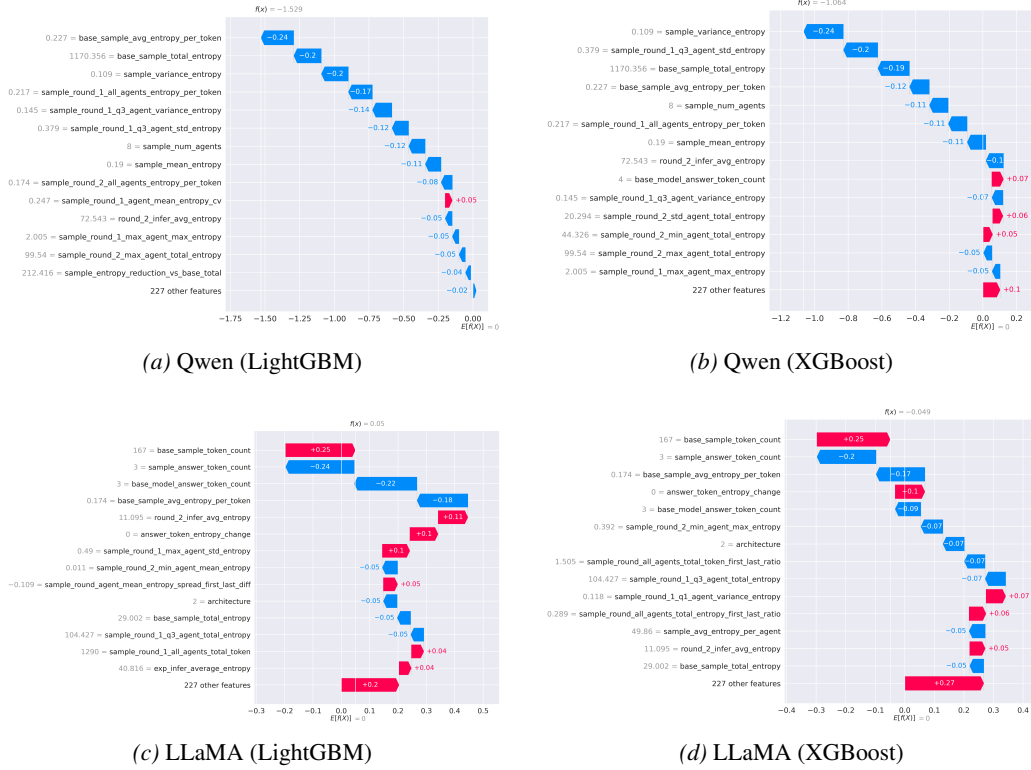 f(x) = −1.529
0.227 = base_sample_avg_entropy_per_token
−0.24
1170.356 = base_sample_total_entropy
−0.2
0.109 = sample_variance_entropy
−0.2
0.217 = sample_round_1_all_agents_entropy_per_token
−0.17
0.145 = sample_round_1_q3_agent_variance_entropy
−0.14
0.379 = sample_round_1_q3_agent_std_entropy
−0.12
8 = sample_num_agents
−0.12
0.19 = sample_mean_entropy
−0.11
0.174 = sample_round_2_all_agents_entropy_per_token
−0.08
0.247 = sample_round_1_agent_mean_entropy_cv
+0.05
72.543 = round_2_infer_avg_entropy
−0.05
2.005 = sample_round_1_max_agent_max_entropy
−0.05
99.54 = sample_round_2_max_agent_total_entropy
−0.05
212.416 = sample_entropy_reduction_vs_base_total
−0.04
227 other features
−0.02
−1.75 −1.50 −1.25 −1.00 −0.75 −0.50 −0.25 0.00
E[f(X)] = 0
(a) Qwen (LightGBM)
f(x) = −1.064
0.109 = sample_variance_entropy
−0.24
0.379 = sample_round_1_q3_agent_std_entropy
−0.2
1170.356 = base_sample_total_entropy
−0.19
0.227 = base_sample_avg_entropy_per_token
−0.12
8 = sample_num_agents
−0.11
0.217 = sample_round_1_all_agents_entropy_per_token
−0.11
0.19 = sample_mean_entropy
−0.11
72.543 = round_2_infer_avg_entropy
−0.1
4 = base_model_answer_token_count
+0.07
0.145 = sample_round_1_q3_agent_variance_entropy
−0.07
20.294 = sample_round_2_std_agent_total_entropy
+0.06
44.326 = sample_round_2_min_agent_total_entropy
+0.05
99.54 = sample_round_2_max_agent_total_entropy
−0.05
2.005 = sample_round_1_max_agent_max_entropy
−0.05
227 other features
+0.1
−1.2 −1.0 −0.8 −0.6 −0.4 −0.2 0.0 0.2
E[f(X)] = 0
(b) Qwen (XGBoost)
f(x) = 0.05
167 = base_sample_token_count
+0.25
3 = sample_answer_token_count
−0.24
3 = base_model_answer_token_count
−0.22
0.174 = base_sample_avg_entropy_per_token
−0.18
11.095 = round_2_infer_avg_entropy
+0.11
0 = answer_token_entropy_change
+0.1
0.49 = sample_round_1_max_agent_std_entropy
+0.1
0.011 = sample_round_2_min_agent_mean_entropy
−0.05
−0.109 = sample_round_agent_mean_entropy_spread_first_last_diff
+0.05
2 = architecture
−0.05
29.002 = base_sample_total_entropy
−0.05
104.427 = sample_round_1_q3_agent_total_entropy
−0.05
1290 = sample_round_1_all_agents_total_token
+0.04
40.816 = exp_infer_average_entropy
+0.04
227 other features
+0.2
−0.3 −0.2 −0.1 0.0 0.1 0.2 0.3 0.4 0.5
E[f(X)] = 0
(c) LLaMA (LightGBM)
f(x) = −0.049
167 = base_sample_token_count
+0.25
3 = sample_answer_token_count
−0.2
0.174 = base_sample_avg_entropy_per_token
−0.17
0 = answer_token_entropy_change
+0.1
3 = base_model_answer_token_count
−0.09
0.392 = sample_round_2_min_agent_max_entropy
−0.07
2 = architecture
−0.07
1.505 = sample_round_all_agents_total_token_first_last_ratio
−0.07
104.427 = sample_round_1_q3_agent_total_entropy
−0.07
0.118 = sample_round_1_q1_agent_variance_entropy
+0.07
0.289 = sample_round_all_agents_total_entropy_first_last_ratio
+0.06
49.86 = sample_avg_entropy_per_agent
−0.05
11.095 = round_2_infer_avg_entropy
+0.05
29.002 = base_sample_total_entropy
−0.05
227 other features
+0.27
−0.4 −0.3 −0.2 −0.1 0.0 0.1 0.2 0.3 0.4
E[f(X)] = 0
(d) LLaMA (XGBoost)